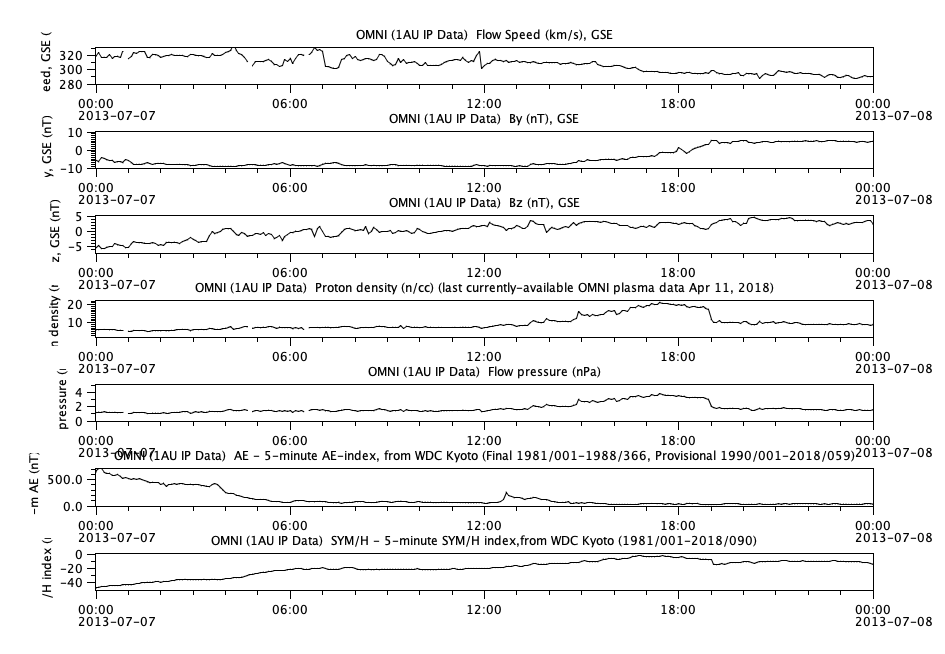 OMNI (1AU IP Data) Flow Speed (km/s), GSE
eed, GSE (
320
300
280
00:00 06:00 12:00 18:00 00:00
2013-07-07 2013-07-08
OMNI (1AU IP Data) By (nT), GSE
y, GSE (nT)
10
0
-10
00:00 06:00 12:00 18:00 00:00
2013-07-07 2013-07-08
OMNI (1AU IP Data) Bz (nT), GSE
z, GSE (nT)
5
0
-5
00:00 06:00 12:00 18:00 00:00
2013-07-07 2013-07-08
OMNI (1AU IP Data) Proton density (n/cc) (last currently-available OMNI plasma data Apr 11, 2018)
n density (
20
10
00:00 06:00 12:00 18:00 00:00
2013-07-07 2013-07-08
OMNI (1AU IP Data) Flow pressure (nPa)
pressure (
4
2
0
00:00 06:00 12:00 18:00 00:00
2013-07-07 2013-07-08
OMNI (1AU IP Data) AE - 5-minute AE-index, from WDC Kyoto (Final 1981/001-1988/366, Provisional 1990/001-2018/059)
-m AE (nT)
500.0
0.0
00:00 06:00 12:00 18:00 00:00
2013-07-07 2013-07-08
OMNI (1AU IP Data) SYM/H - 5-minute SYM/H index,from WDC Kyoto (1981/001-2018/090)
/H index (
0
-20
-40
00:00 06:00 12:00 18:00 00:00
2013-07-07 2013-07-08